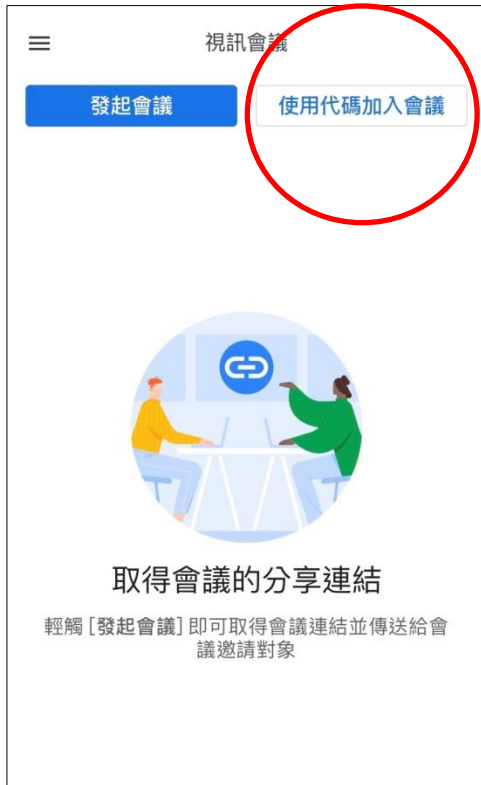 視訊會議
發起會議
使用代碼加入會議
取得會議的分享連結
輕觸 [發起會議] 即可取得會議連結並傳送給會
議邀請對象